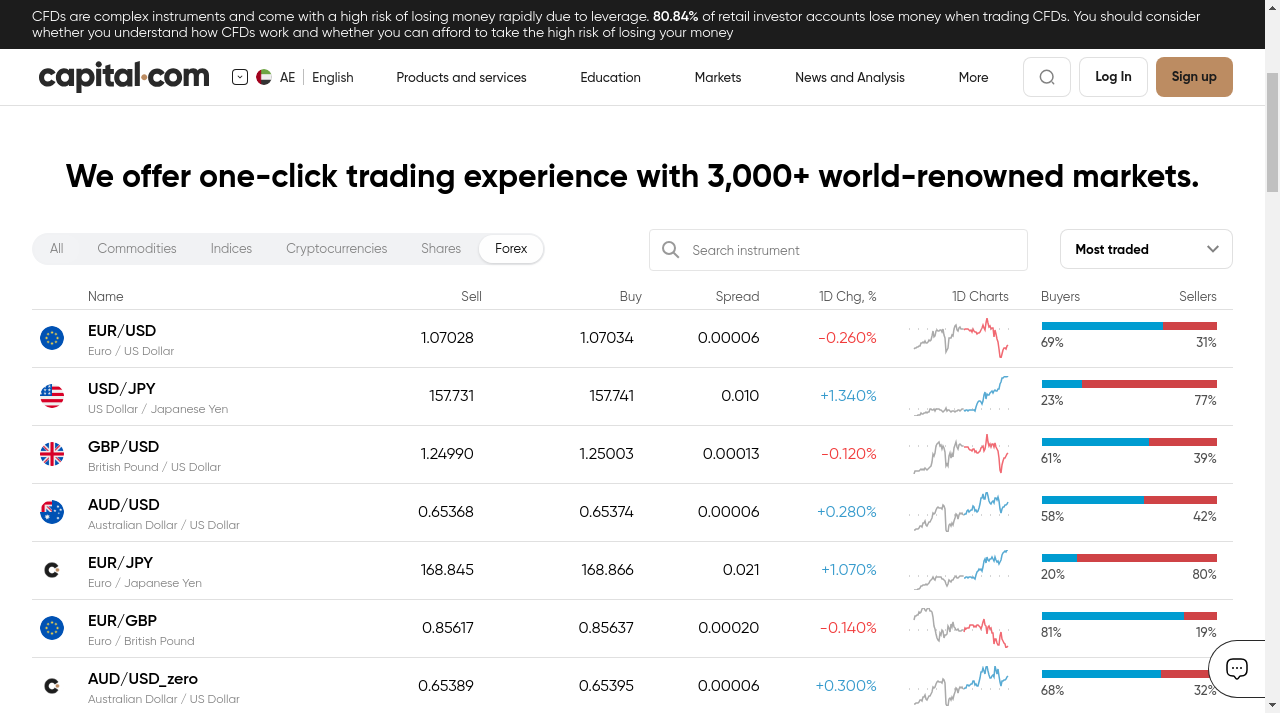 CFDs are complex instruments and come with a high risk of losing money rapidly due to leverage. 80.84% of retail investor accounts lose money when trading CFDs. You should consider
whether you understand how CFDs work and whether you can afford to take the high risk of losing your money
capital.com AE English Products and services Education Markets News and Analysis More Log In Sign up
We offer one-click trading experience with 3,000+ world-renowned markets.
All Commodities Indices Cryptocurrencies Shares Forex Search instrument Most traded
Name Sell Buy Spread 1D Chg, % 1D Charts Buyers Sellers
EUR/USD 1.07028 1.07034 0.00006 -0.260%
Euro / US Dollar 69% 31%
USD/JPY 157.731 157.741 0.010 +1.340%
US Dollar / Japanese Yen 23% 77%
GBP/USD 1.24990 1.25003 0.00013 -0.120%
British Pound / US Dollar 61% 39%
AUD/USD 0.65368 0.65374 0.00006 +0.280%
Australian Dollar / US Dollar 58% 42%
EUR/JPY 168.845 168.866 0.021 +1.070%
Euro / Japanese Yen 20% 80%
EUR/GBP 0.85617 0.85637 0.00020 -0.140%
Euro / British Pound 81% 19%
AUD/USD_zero 0.65389 0.65395 0.00006 +0.300%
Australian Dollar / US Dollar 68% 32%